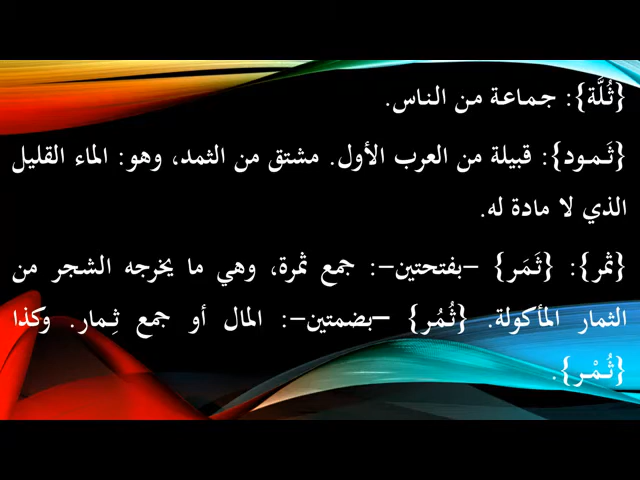 {ثُلَّة}: جماعة من الناس.
{ثَمود}: قبيلة من العرب الأول. مشتق من الثمد، وهو: الماء القليل
الذي لا مادة له.
{ثمر}: {ثَمَر} –بفتحتين–: جمع ثمرة، وهي ما يخرجه الشجر من
الثمار المأكولة. {ثُمُر} –بضمتين–: المال أو جمع ثِمار. وكذا
{ثُمْر}.